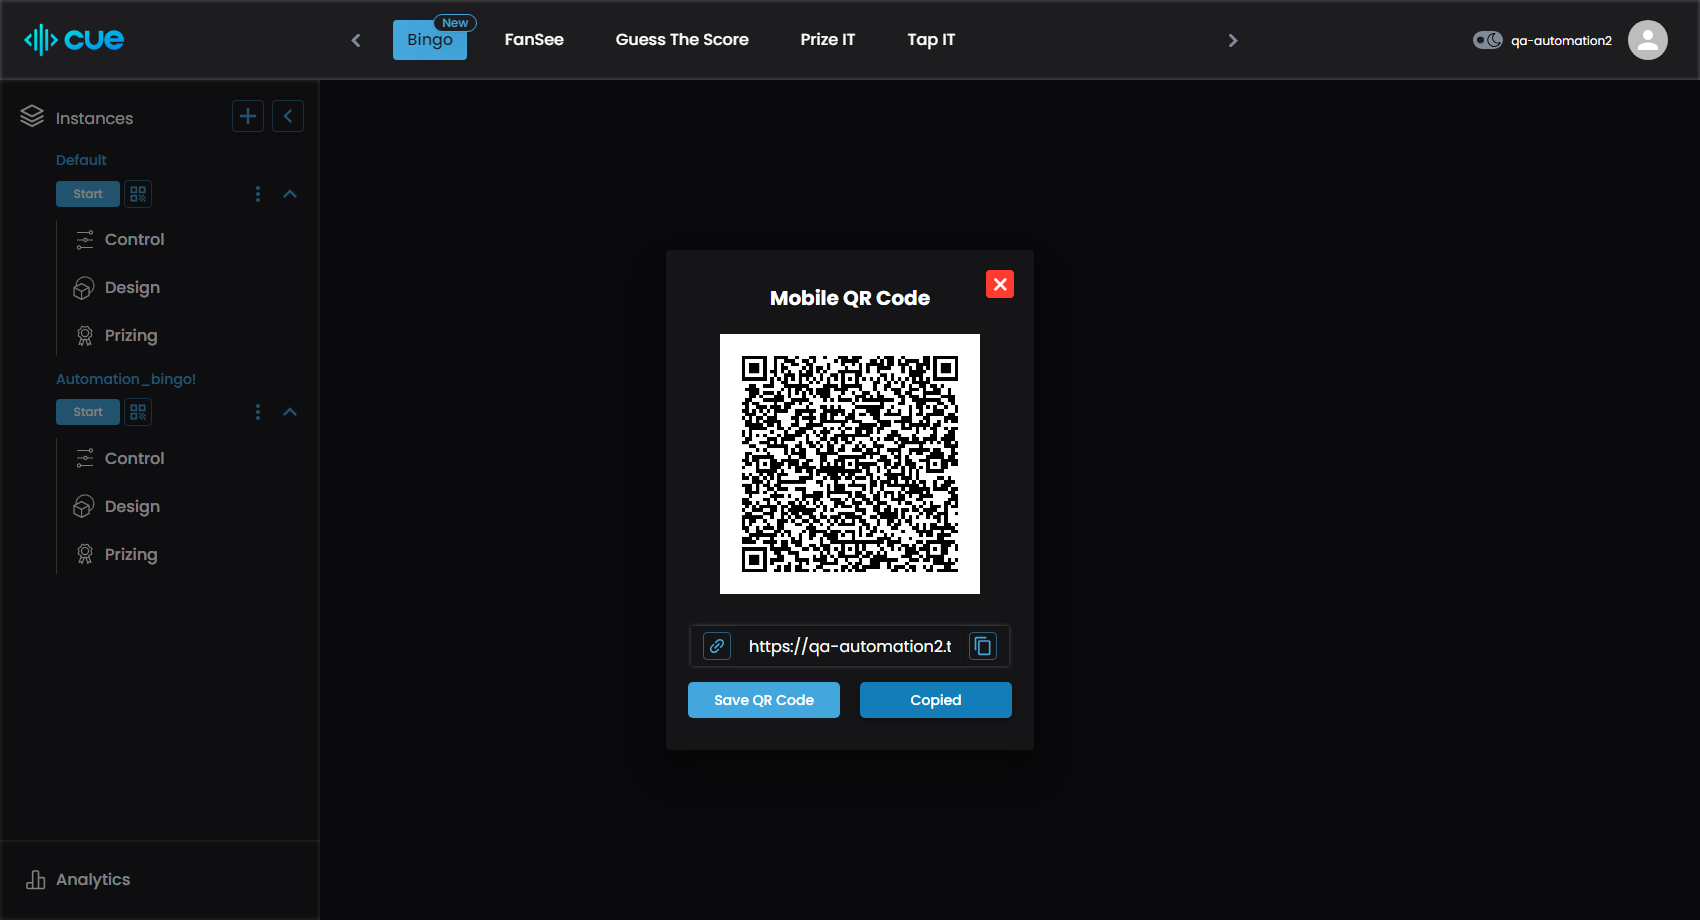 cue
Bingo
New
FanSee
Guess The Score
Prize IT
Tap IT
qa-automation2
Instances
Default
Start
Control
Design
Prizing
Automation_bingo!
Start
Control
Design
Prizing
Analytics
Mobile QR Code
https://qa-automation2.t
Save QR Code
Copied